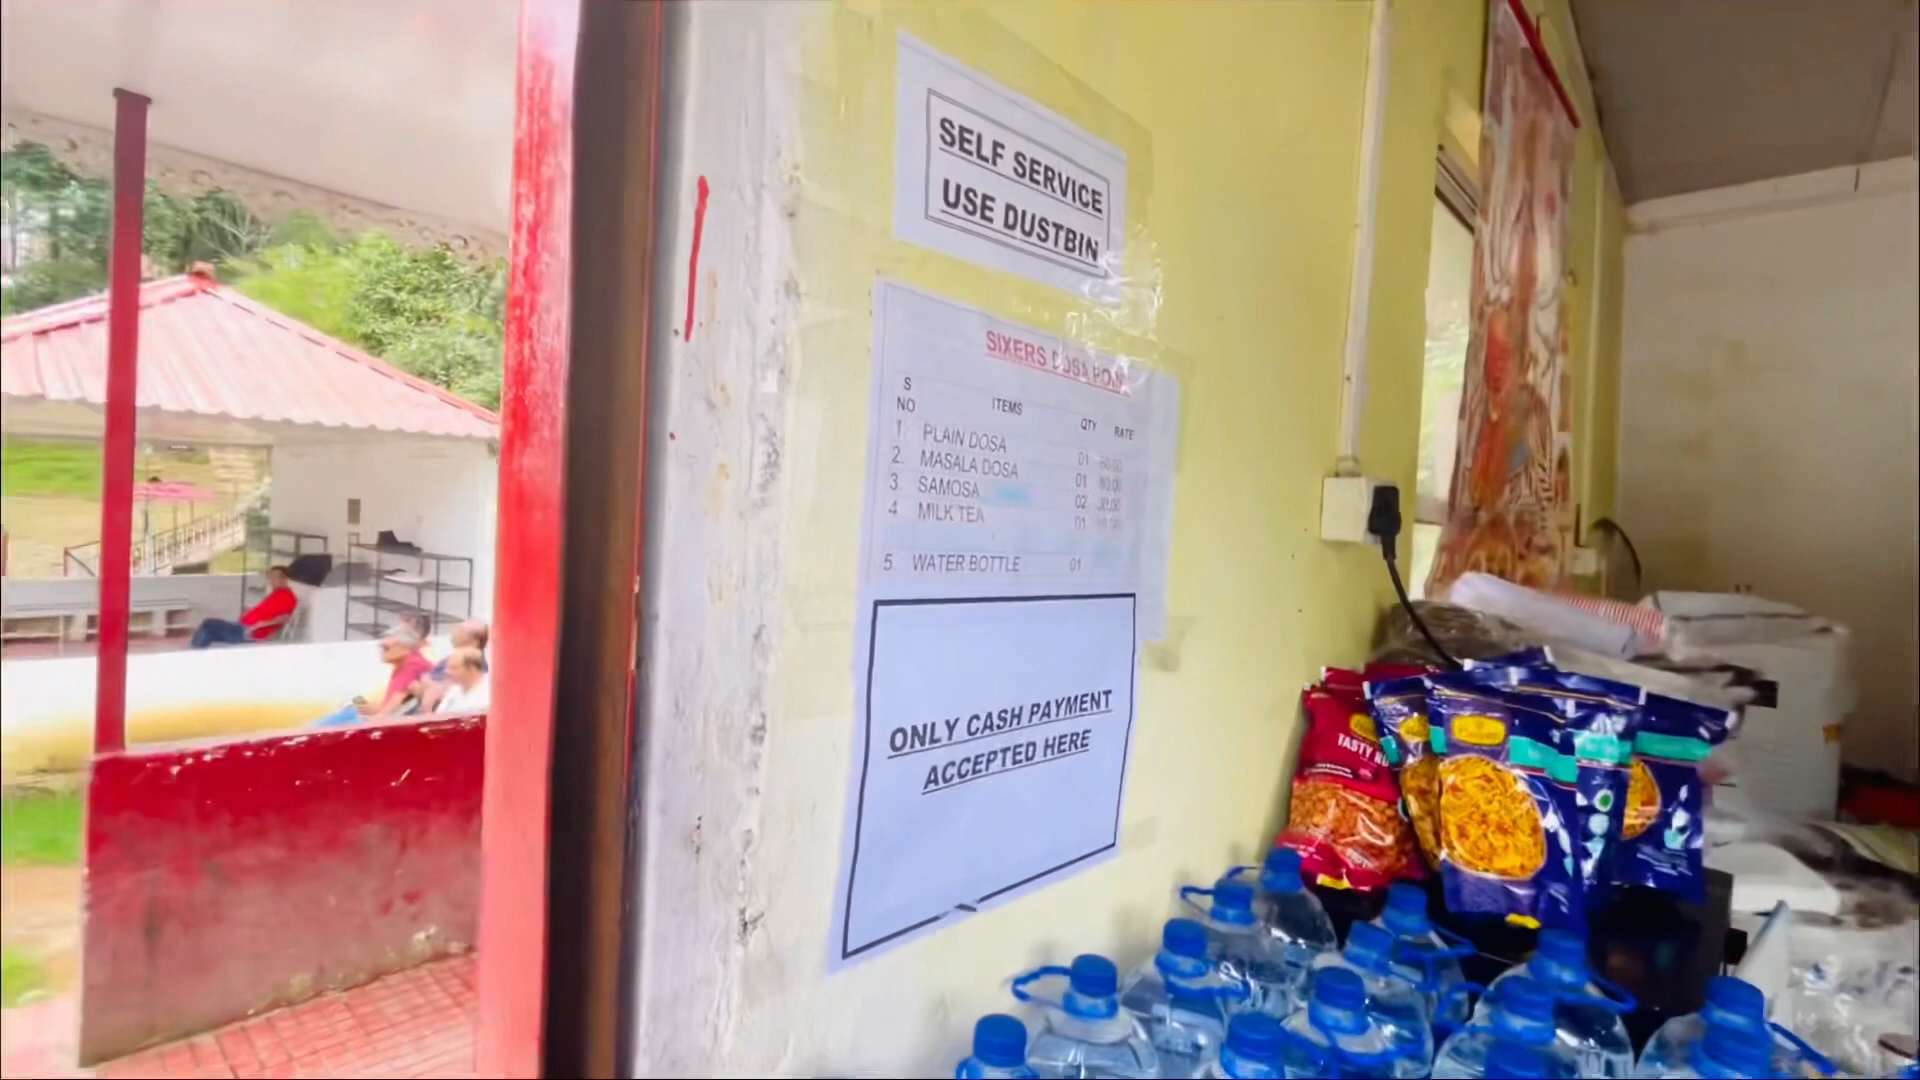 SELF SERVICE
USE DUSTBIN
SIXERS DOSA
S
NO ITEMS QTY RATE
1. PLAIN DOSA 01
2. MASALA DOSA 01
3. SAMOSA 02
4 MILK TEA 01
5. WATER BOTTLE 01
ONLY CASH PAYMENT
ACCEPTED HERE
TASTY